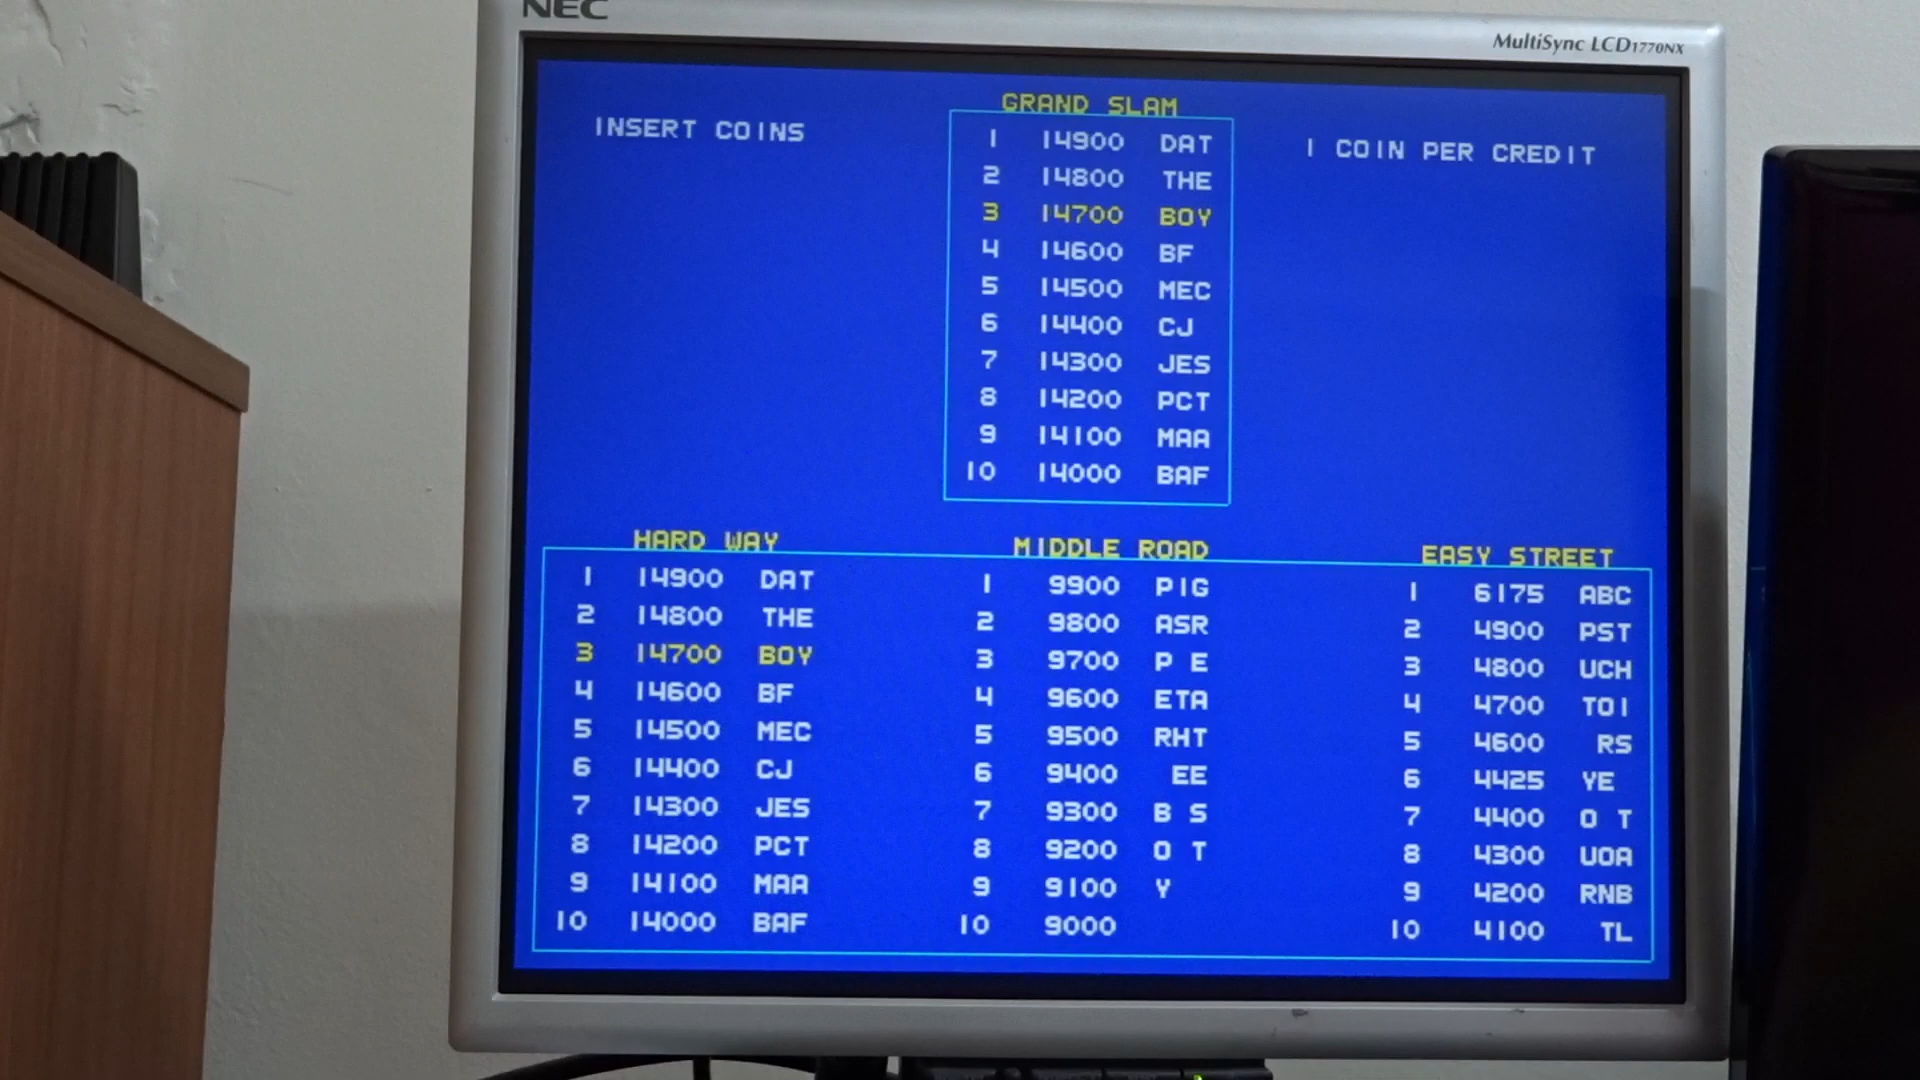 NEC
MultiSync LCD1770NX
INSERT COINS
GRAND SLAM
1 COIN PER CREDIT
1 14900 DAT
2 14800 THE
3 14700 BOY
4 14600 BF
5 14500 MEC
6 14400 CJ
7 14300 JES
8 14200 PCT
9 14100 MAA
10 14000 BAF
HARD WAY
1 14900 DAT
2 14800 THE
3 14700 BOY
4 14600 BF
5 14500 MEC
6 14400 CJ
7 14300 JES
8 14200 PCT
9 14100 MAA
10 14000 BAF
MIDDLE ROAD
1 9900 PIG
2 9800 ASR
3 9700 P E
4 9600 ETA
5 9500 RHT
6 9400 EE
7 9300 B S
8 9200 O T
9 9100 Y
10 9000
EASY STREET
1 6175 ABC
2 4900 PST
3 4800 UCH
4 4700 TOI
5 4600 RS
6 4425 YE
7 4400 O T
8 4300 UOA
9 4200 RNB
10 4100 TL